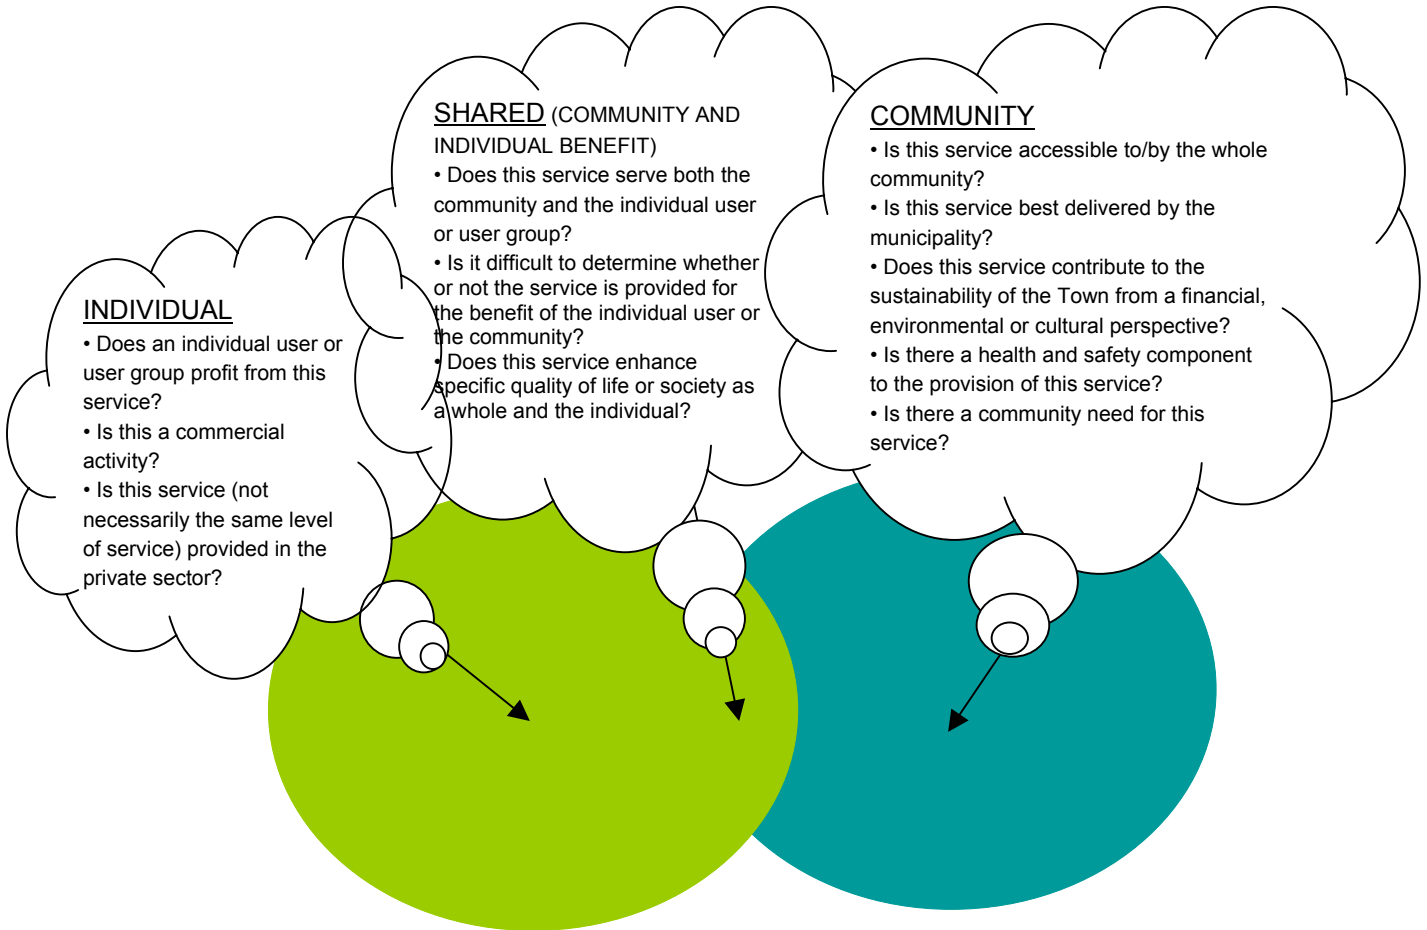 INDIVIDUAL
• Does an individual user or
user group profit from this
service?
• Is this a commercial
activity?
• Is this service (not
necessarily the same level
of service) provided in the
private sector?
SHARED (COMMUNITY AND
INDIVIDUAL BENEFIT)
• Does this service serve both the
community and the individual user
or user group?
• Is it difficult to determine whether
or not the service is provided for
the benefit of the individual user or
the community?
• Does this service enhance
specific quality of life or society as
a whole and the individual?
COMMUNITY
• Is this service accessible to/by the whole
community?
• Is this service best delivered by the
municipality?
• Does this service contribute to the
sustainability of the Town from a financial,
environmental or cultural perspective?
• Is there a health and safety component
to the provision of this service?
• Is there a community need for this
service?